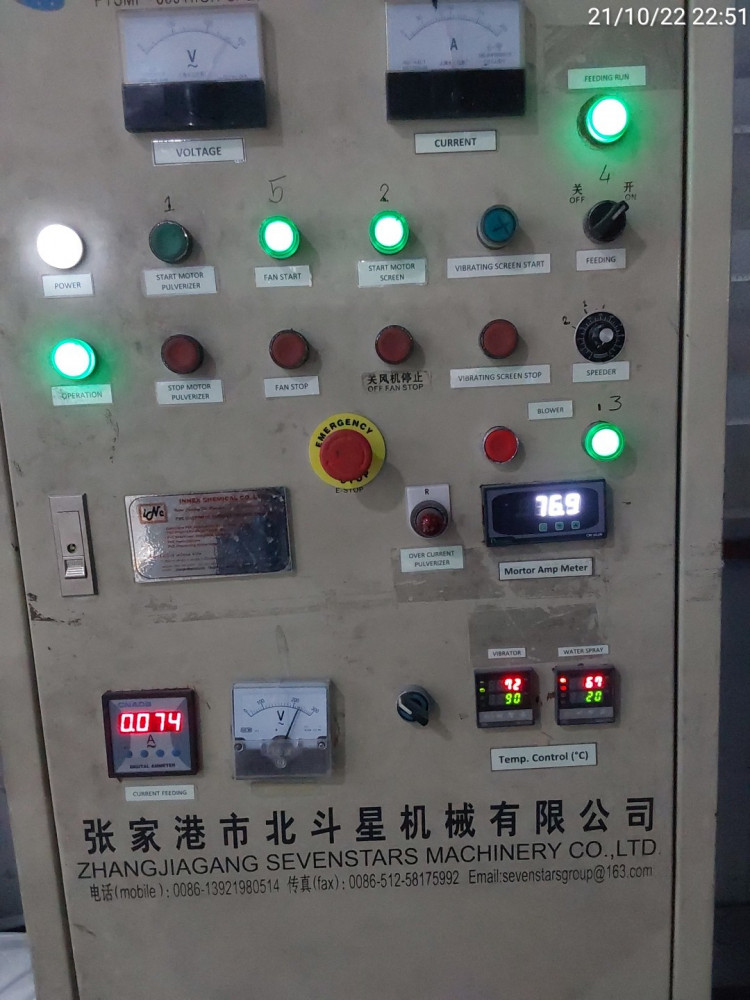 21/10/22 22:51
V
A
FEEDING RUN
VOLTAGE
CURRENT
1
5
2
4
关 开
OFF ON
POWER
START MOTOR
PULVERIZER
FAN START
START MOTOR
SCREEN
VIBRATING SCREEN START
FEEDING
OPERATION
STOP MOTOR
PULVERIZER
FAN STOP
关风机停止
OFF FAN STOP
VIBRATING SCREEN STOP
SPEEDER
BLOWER
3
EMERGENCY
STOP
E-STOP
R
76.9
OVER CURRENT
PULVERIZER
Mortor Amp Meter
VIBRATOR
WATER SPRAY
92
90
67
20
0.074
A
DIGITAL AMMETER
V
CURRENT FEEDING
Temp. Control (°C)
张家港市北斗星机械有限公司
ZHANGJIAGANG SEVENSTARS MACHINERY CO.,LTD.
电话(mobile): 0086-13921980514 传真(fax): 0086-512-58175992 Email:sevenstarsgroup@163.com